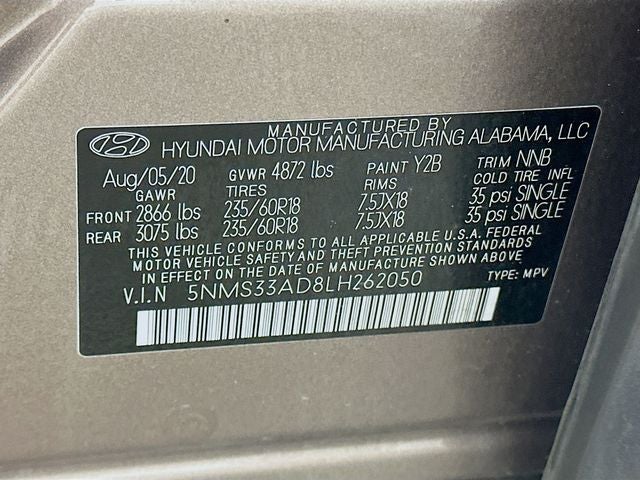 MANUFACTURED BY
HYUNDAI MOTOR MANUFACTURING ALABAMA, LLC
Aug/05/20 GVWR 4872 lbs PAINT Y2B TRIM NNB
GAWR TIRES RIMS COLD TIRE INFL
FRONT 2866 lbs 235/60R18 7.5JX18 35 psi SINGLE
REAR 3075 lbs 235/60R18 7.5JX18 35 psi SINGLE
THIS VEHICLE CONFORMS TO ALL APPLICABLE U.S.A. FEDERAL
MOTOR VEHICLE SAFETY AND THEFT PREVENTION STANDARDS
IN EFFECT ON THE DATE OF MANUFACTURE SHOWN ABOVE
V.I.N 5NMS33AD8LH262050 TYPE: MPV